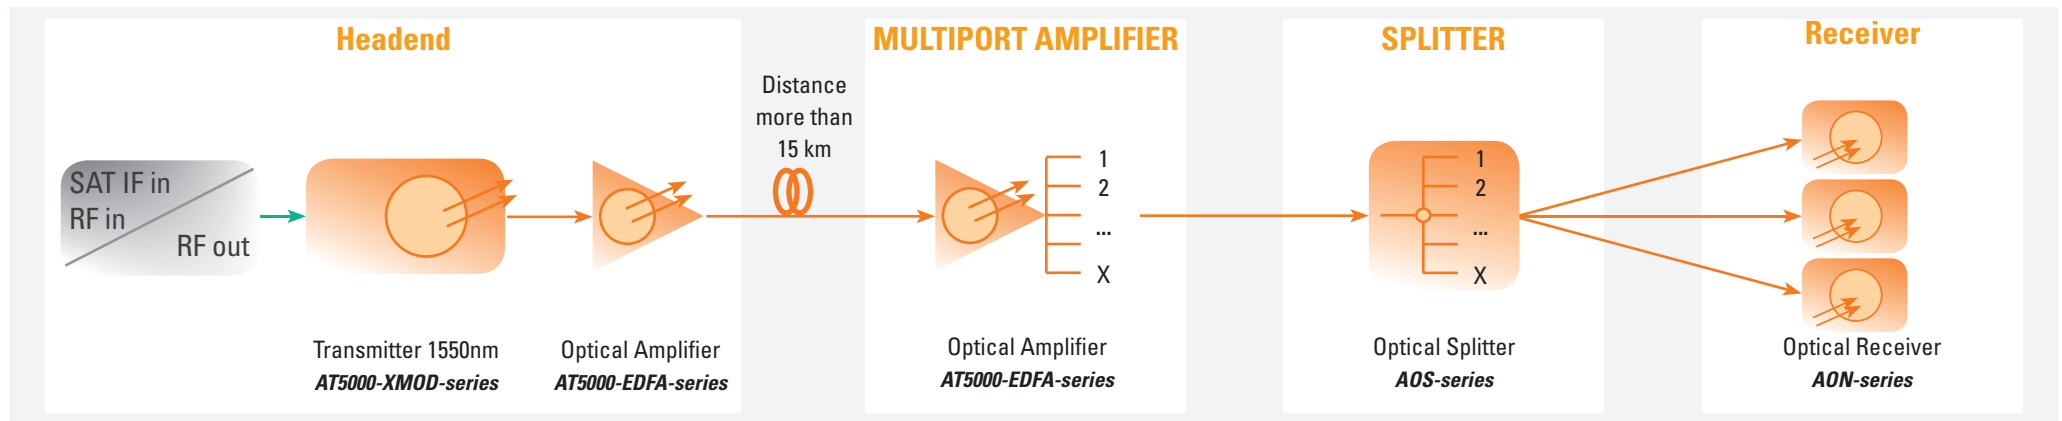 Headend
SAT IF in
RF in
RF out
Transmitter 1550nm
AT5000-XMOD-series
Optical Amplifier
AT5000-EDFA-series
Distance
more than
15 km
MULTIPORT AMPLIFIER
1
2
...
X
Optical Amplifier
AT5000-EDFA-series
SPLITTER
1
2
...
X
Optical Splitter
AOS-series
Receiver
Optical Receiver
AON-series